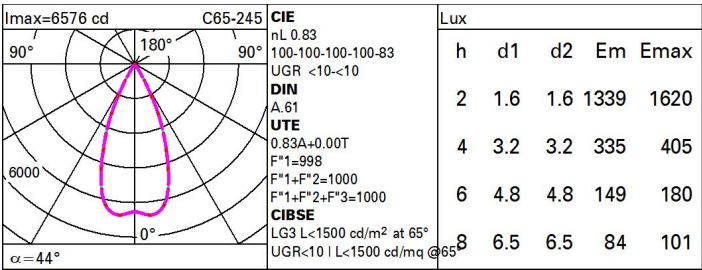 Imax=6576 cd C65-245
90° 180° 90°
6000
0°
α=44°
CIE
nL 0.83
100-100-100-100-83
UGR <10-<10
DIN
A.61
UTE
0.83A+0.00T
F"1=998
F"1+F"2=1000
F"1+F"2+F"3=1000
CIBSE
LG3 L<1500 cd/m² at 65°
UGR<10 | L<1500 cd/mq @65°
Lux
h d1 d2 Em Emax
2 1.6 1.6 1339 1620
4 3.2 3.2 335 405
6 4.8 4.8 149 180
8 6.5 6.5 84 101